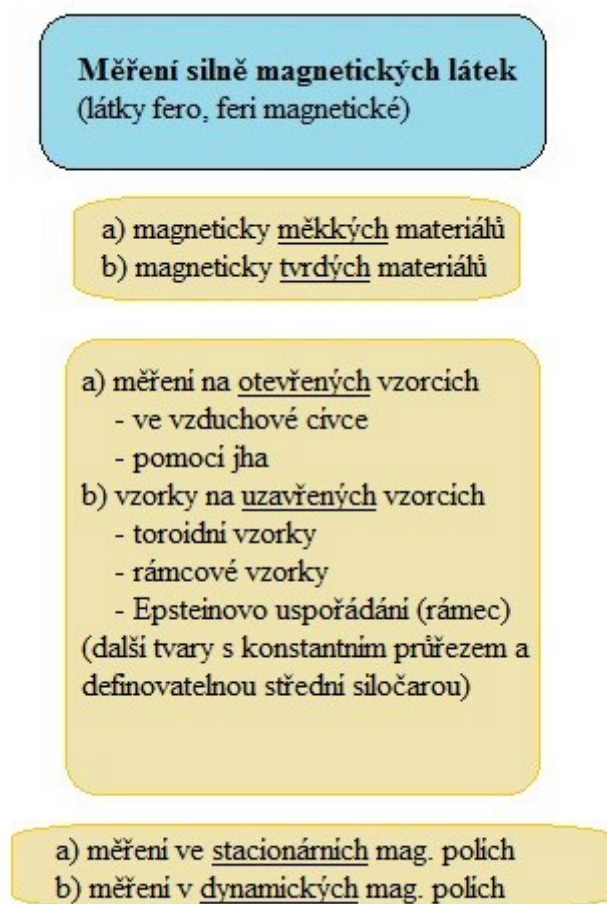 Měření silně magnetických látek
(látky fero, feri magnetické)
a) magneticky měkkých materiálů
b) magneticky tvrdých materiálů
a) měření na otevřených vzorcích
- ve vzduchové cívce
- pomocí jha
b) vzorky na uzavřených vzorcích
- toroidní vzorky
- rámcové vzorky
- Epsteinovo uspořádání (rámec)
(další tvary s konstantním průřezem a
definovatelnou střední siločarou)
a) měření ve stacionárních mag. polích
b) měření v dynamických mag. polích